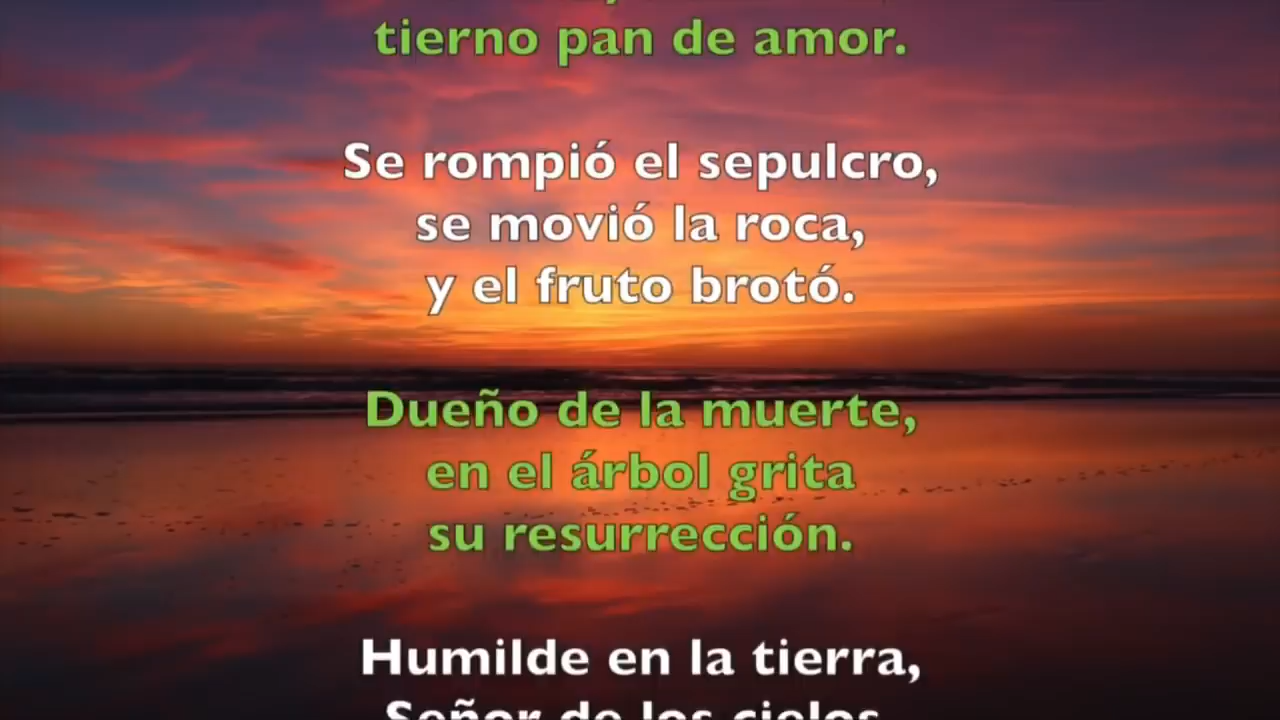 tierno pan de amor.
Se rompió el sepulcro,
se movió la roca,
y el fruto brotó.
Dueño de la muerte,
en el árbol grita
su resurrección.
Humilde en la tierra,
Señor de los cielos